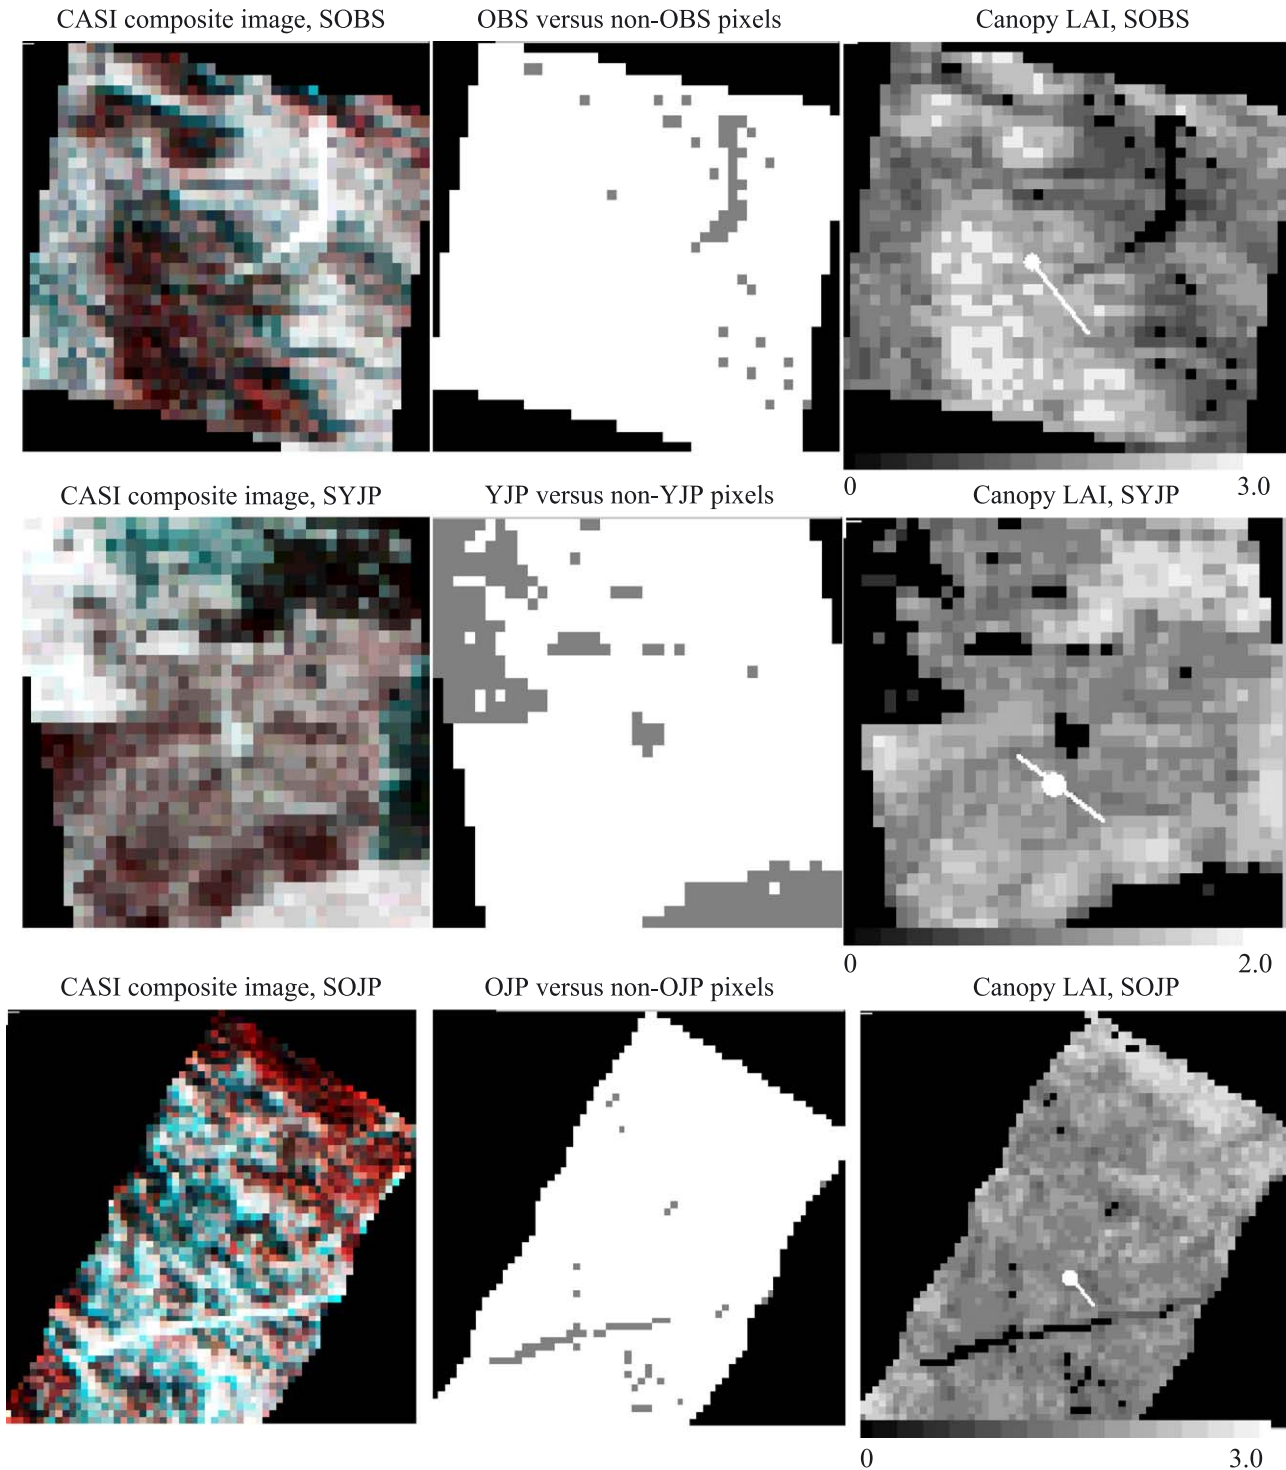 CASI composite image, SOBS OBS versus non-OBS pixels Canopy LAI, SOBS
0 3.0
CASI composite image, SYJP YJP versus non-YJP pixels Canopy LAI, SYJP
0 2.0
CASI composite image, SOJP OJP versus non-OJP pixels Canopy LAI, SOJP
0 3.0